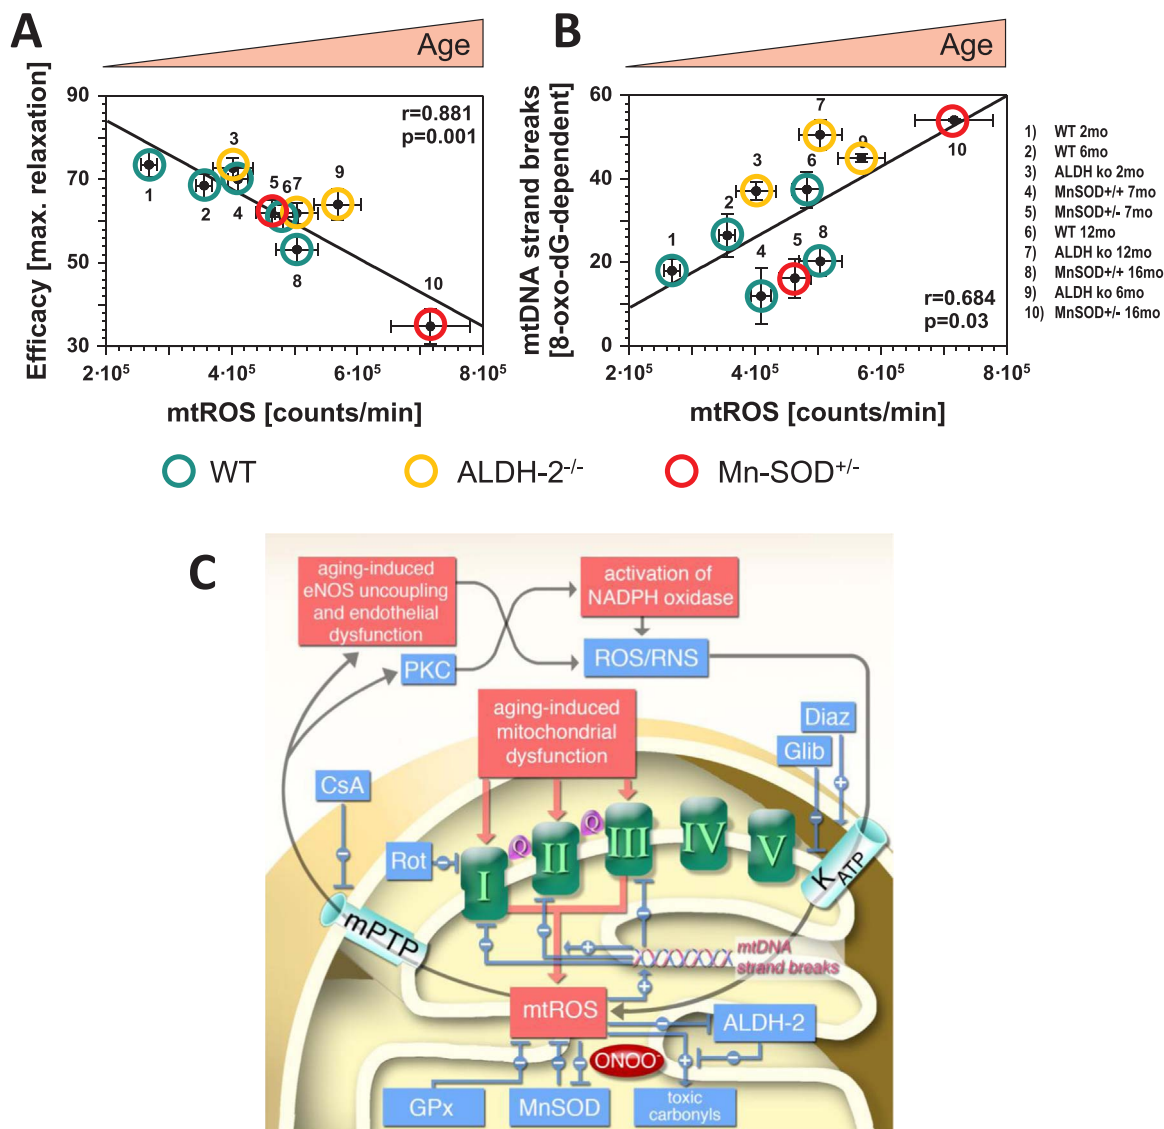 A
Age
Efficacy [max. relaxation]
90
70
50
30
r=0.881
p=0.001
1
2
3
4
5
6
7
8
9
10
2·10⁵
4·10⁵
6·10⁵
8·10⁵
mtROS [counts/min]
B
Age
mtDNA strand breaks
[8-oxo-dG-dependent]
60
40
20
0
1
2
3
4
5
6
7
8
9
10
r=0.684
p=0.03
2·10⁵
4·10⁵
6·10⁵
8·10⁵
mtROS [counts/min]
1) WT 2mo
2) WT 6mo
3) ALDH ko 2mo
4) MnSOD+/+ 7mo
5) MnSOD+/- 7mo
6) WT 12mo
7) ALDH ko 12mo
8) MnSOD+/+ 16mo
9) ALDH ko 6mo
10) MnSOD+/- 16mo
WT
ALDH-2⁻/⁻
Mn-SOD⁺/⁻
C
aging-induced
eNOS uncoupling
and endothelial
dysfunction
activation of
NADPH oxidase
PKC
ROS/RNS
aging-induced
mitochondrial
dysfunction
Diaz
Glib
CsA
Rot
Q
Q
I
II
III
IV
V
K ATP
mPTP
mtDNA
strand breaks
mtROS
ALDH-2
ONOO⁻
GPx
MnSOD
toxic
carbonyls